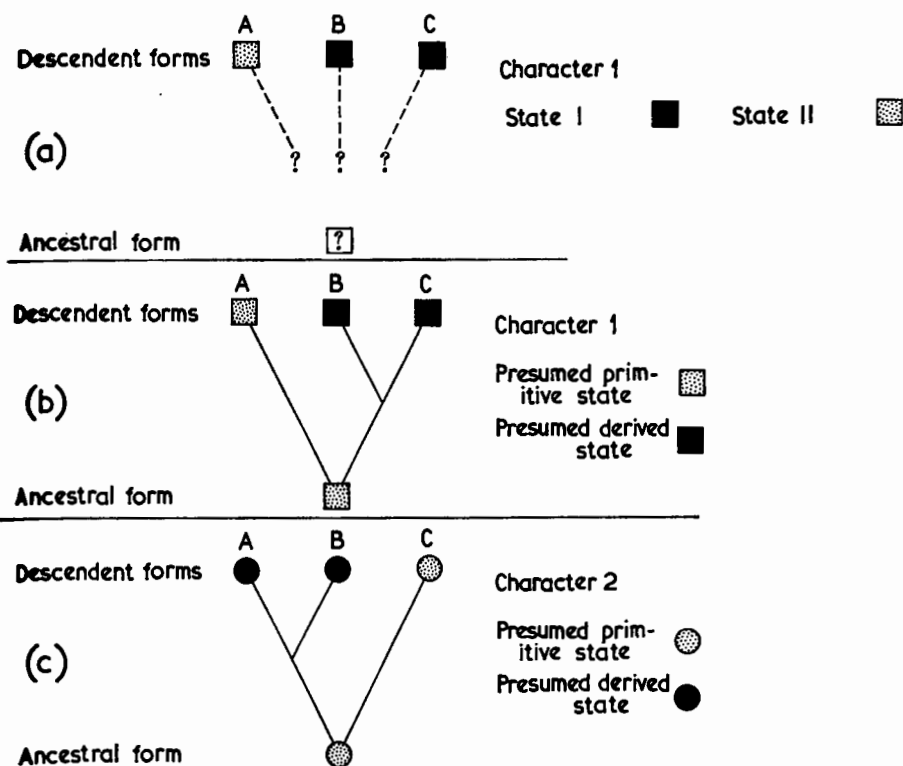 A B C
Descendent forms
Character 1
State I State II
(a)
? ? ?
Ancestral form ?
A B C
Descendent forms
Character 1
Presumed prim-
itive state
(b)
Presumed derived
state
Ancestral form
A B C
Descendent forms
Character 2
Presumed prim-
itive state
(c)
Presumed derived
state
Ancestral form